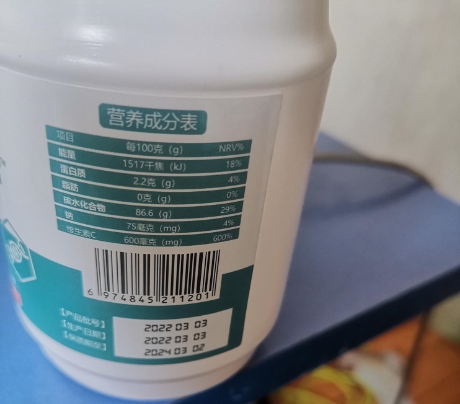 营养成分表
项目 每100克（g） NRV%
能量 1517千焦（kJ） 18%
蛋白质 2.2克（g） 4%
脂肪 0克（g） 0%
碳水化合物 86.6（g） 29%
钠 75毫克（mg） 4%
维生素C 600毫克（mg） 600%
6 974845 211201
【产品批号】 2022 03 03
【生产日期】 2022 03 03
【保质期至】 2024 03 02